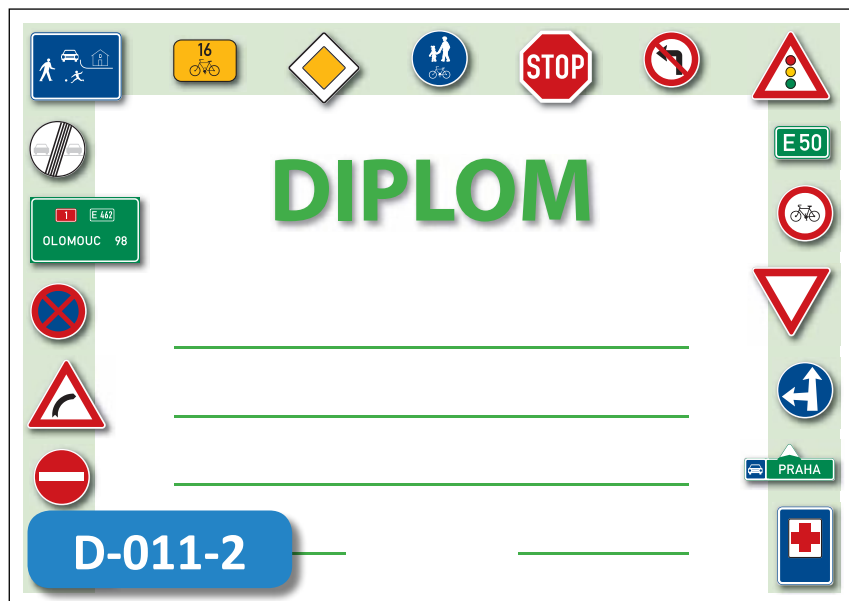 16
STOP
E 50
DIPLOM
1 E 462
OLOMOUC 98
PRAHA
D-011-2